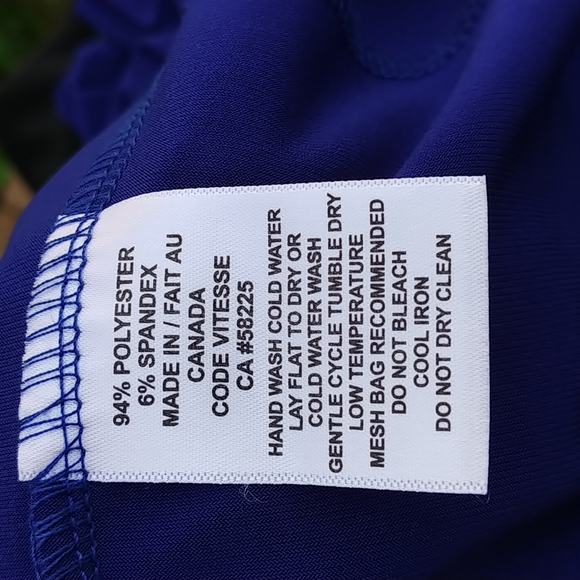 94% POLYESTER
6% SPANDEX
MADE IN / FAIT AU
CANADA
CODE VITESSE
CA #58225
HAND WASH COLD WATER
LAY FLAT TO DRY OR
COLD WATER WASH
GENTLE CYCLE TUMBLE DRY
LOW TEMPERATURE
MESH BAG RECOMMENDED
DO NOT BLEACH
COOL IRON
DO NOT DRY CLEAN